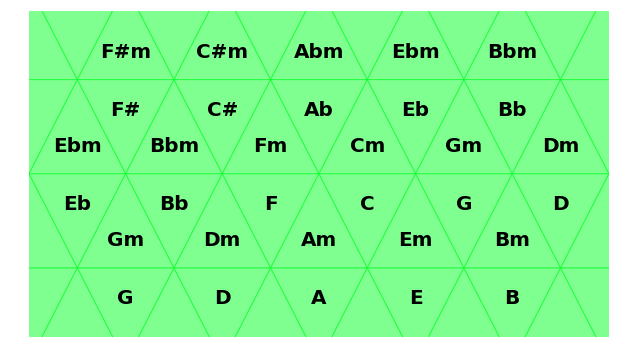 F#m C#m Abm Ebm Bbm
F# C# Ab Eb Bb
Ebm Bbm Fm Cm Gm Dm
Eb Bb F C G D
Gm Dm Am Em Bm
G D A E B